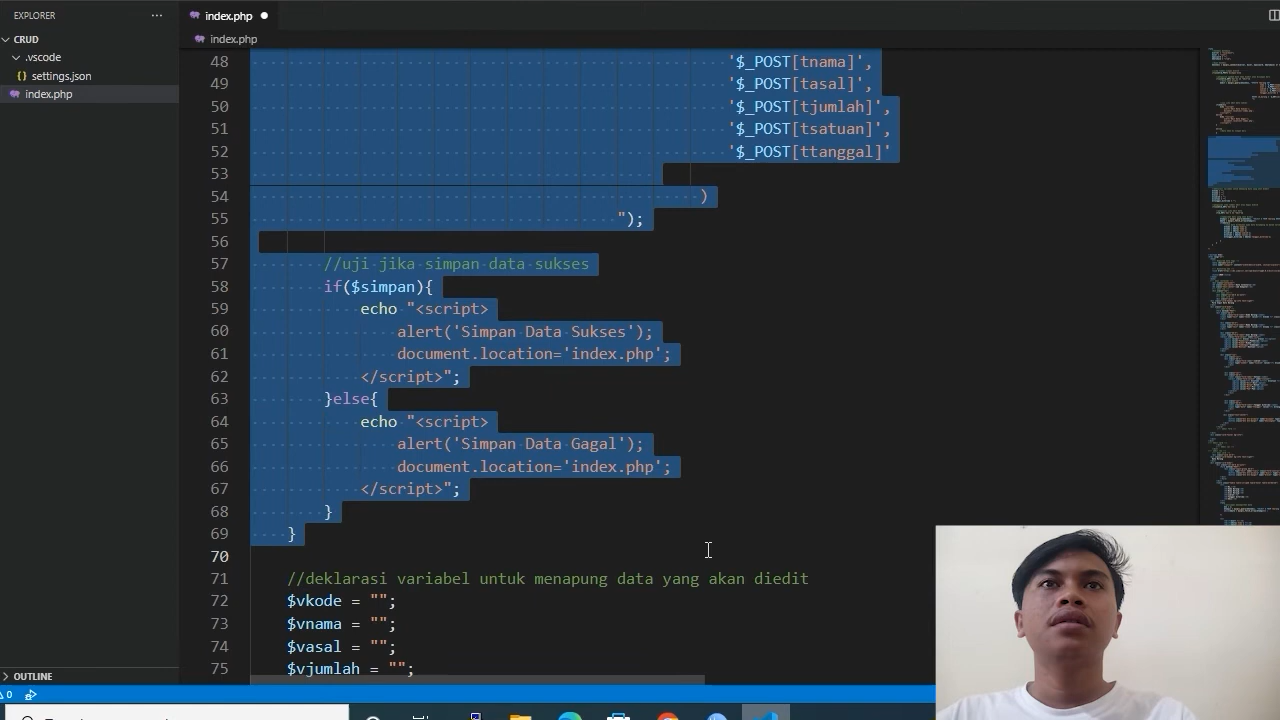 EXPLORER
···
index.php
CRUD
index.php
.vscode
settings.json
index.php
48 '$_POST[tnama]',
49 '$_POST[tasal]',
50 '$_POST[tjumlah]',
51 '$_POST[tsatuan]',
52 '$_POST[ttanggal]'
53
54 )
55 ");
56
57 //uji jika simpan data sukses
58 if($simpan){
59 echo "<script>
60 alert('Simpan Data Sukses');
61 document.location='index.php';
62 </script>";
63 }else{
64 echo "<script>
65 alert('Simpan Data Gagal');
66 document.location='index.php';
67 </script>";
68 }
69 }
70
71 //deklarasi variabel untuk menapung data yang akan diedit
72 $vkode = "";
73 $vnama = "";
74 $vasal = "";
75 $vjumlah = "";
OUTLINE
0